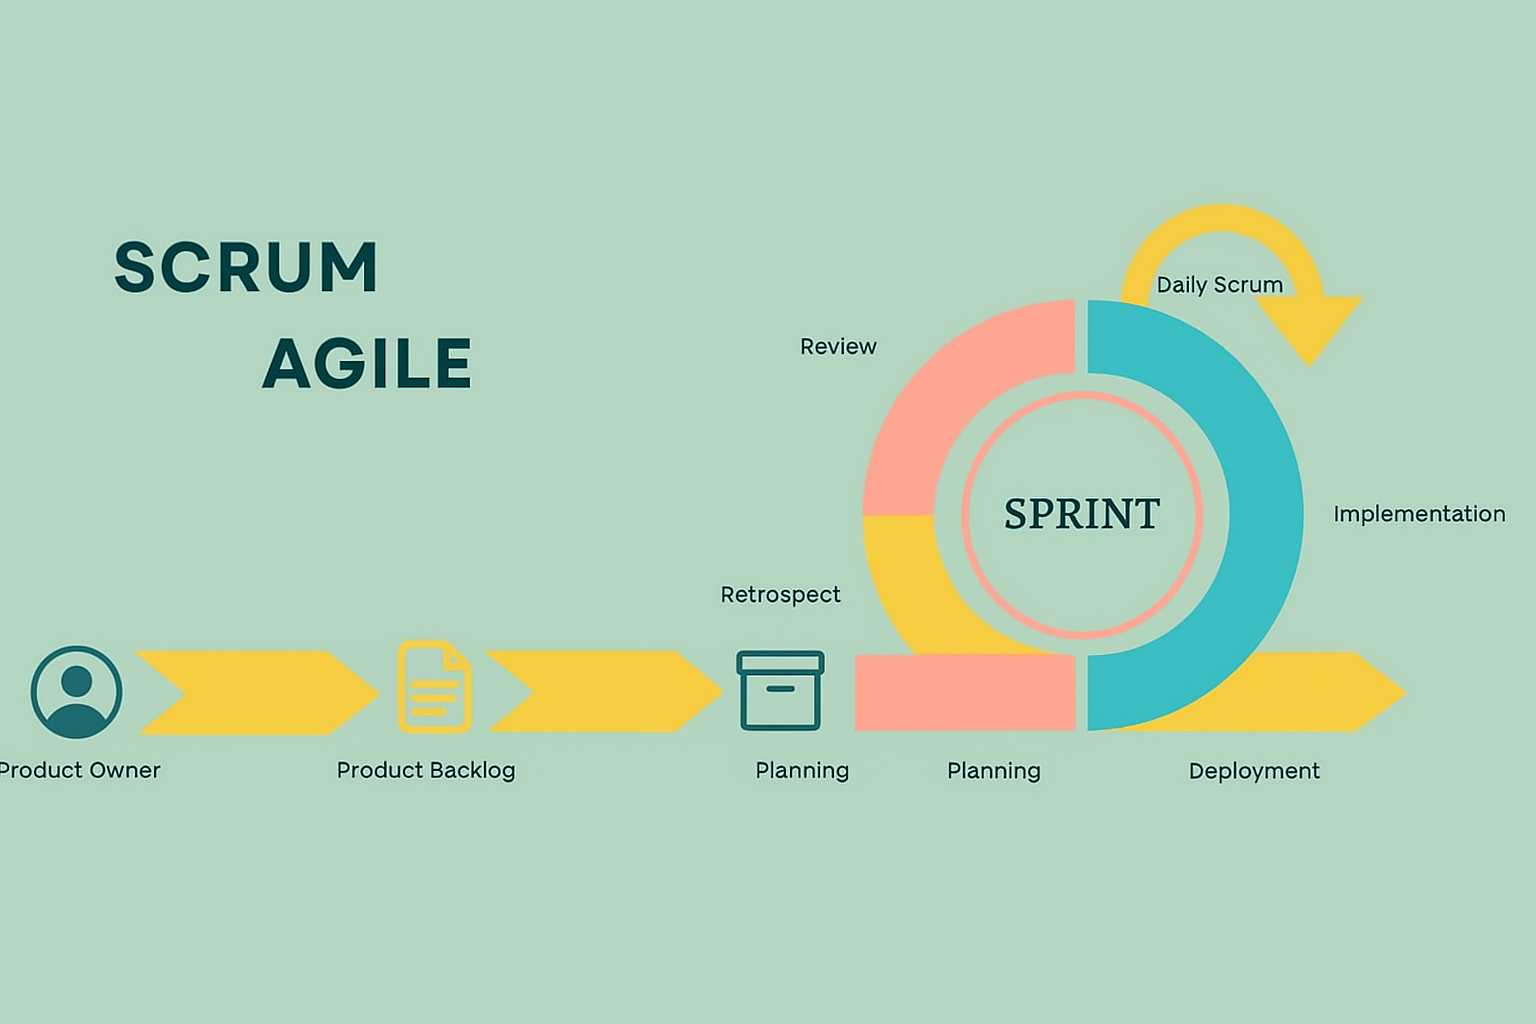 SCRUM
AGILE
Daily Scrum
Review
SPRINT
Implementation
Retrospect
Product Owner
Product Backlog
Planning
Planning
Deployment